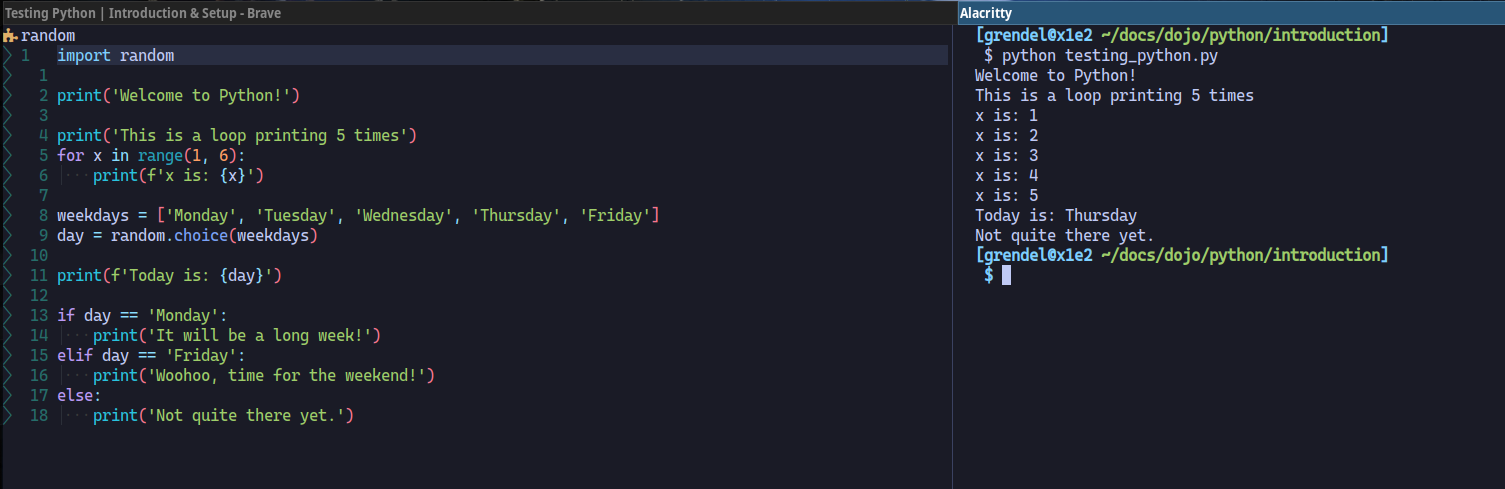 Testing Python | Introduction & Setup - Brave
random
1 import random
1
2 print('Welcome to Python!')
3
4 print('This is a loop printing 5 times')
5 for x in range(1, 6):
6 print(f'x is: {x}')
7
8 weekdays = ['Monday', 'Tuesday', 'Wednesday', 'Thursday', 'Friday']
9 day = random.choice(weekdays)
10
11 print(f'Today is: {day}')
12
13 if day == 'Monday':
14 print('It will be a long week!')
15 elif day == 'Friday':
16 print('Woohoo, time for the weekend!')
17 else:
18 print('Not quite there yet.')
Alacritty
[grendel@x1e2 ~/docs/dojo/python/introduction]
$ python testing_python.py
Welcome to Python!
This is a loop printing 5 times
x is: 1
x is: 2
x is: 3
x is: 4
x is: 5
Today is: Thursday
Not quite there yet.
[grendel@x1e2 ~/docs/dojo/python/introduction]
$